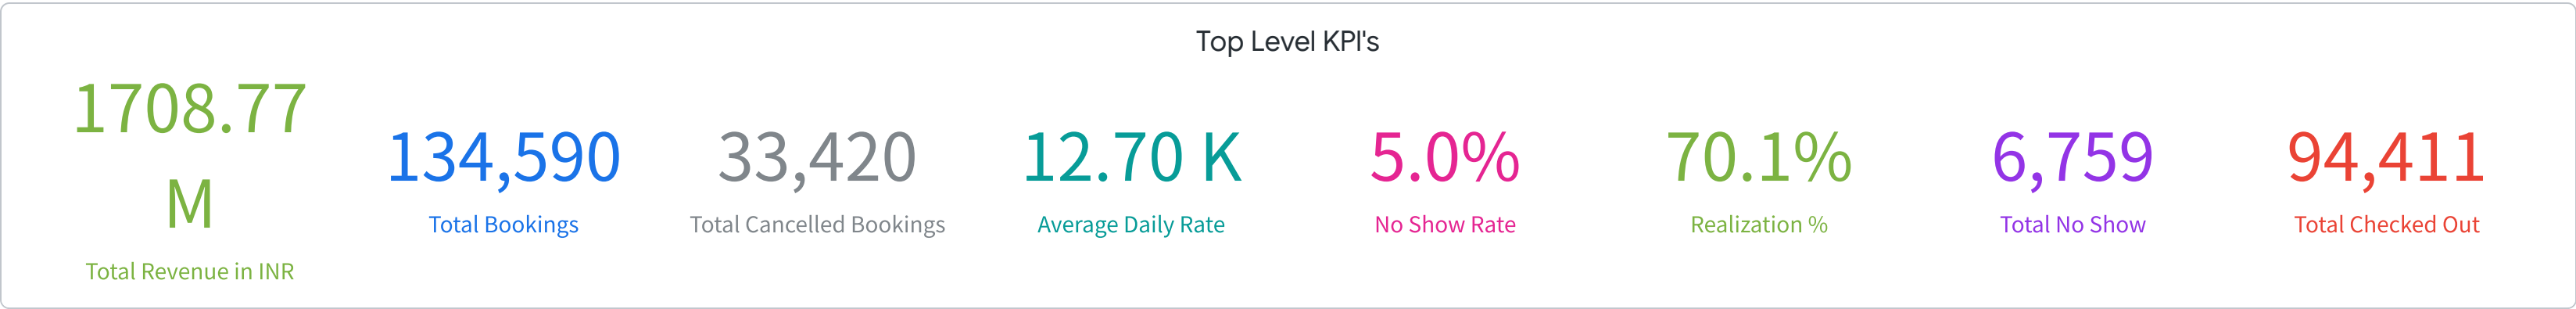 Top Level KPI's
1708.77
M
Total Revenue in INR
134,590
Total Bookings
33,420
Total Cancelled Bookings
12.70 K
Average Daily Rate
5.0%
No Show Rate
70.1%
Realization %
6,759
Total No Show
94,411
Total Checked Out